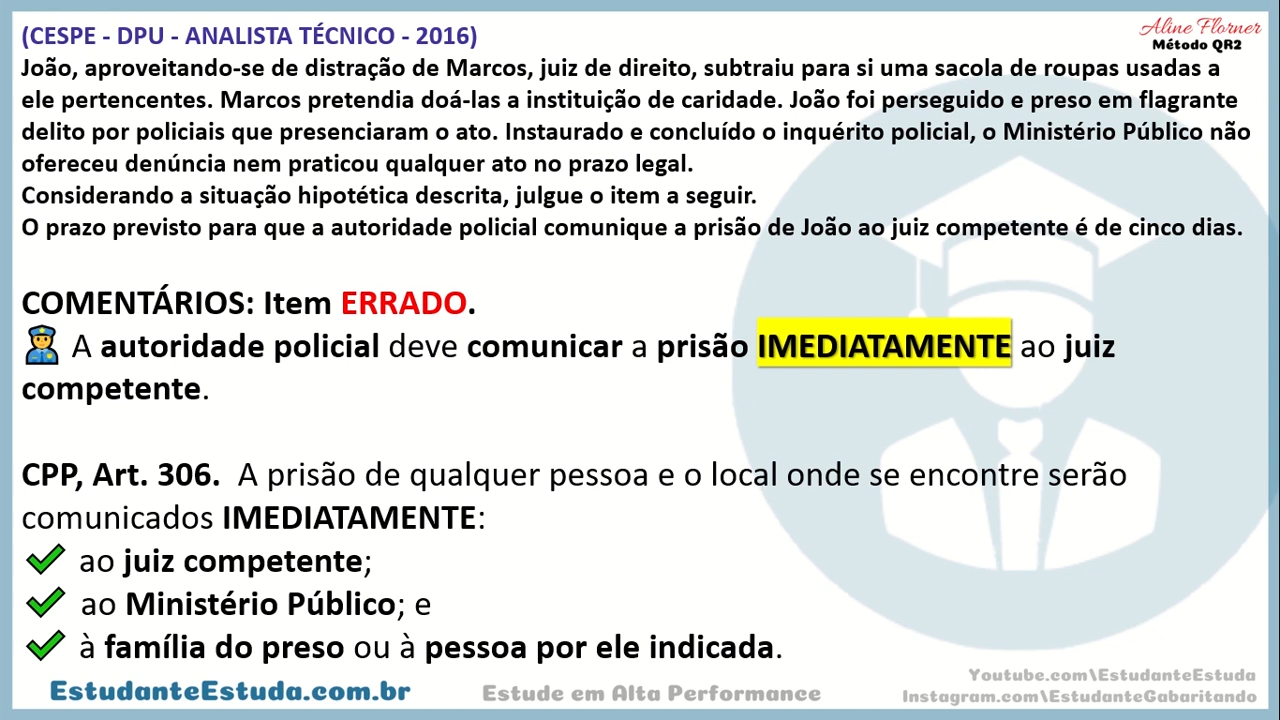 (CESPE - DPU - ANALISTA TÉCNICO - 2016)
Aline Florner
Método QR2
João, aproveitando-se de distração de Marcos, juiz de direito, subtraiu para si uma sacola de roupas usadas a
ele pertencentes. Marcos pretendia doá-las a instituição de caridade. João foi perseguido e preso em flagrante
delito por policiais que presenciaram o ato. Instaurado e concluído o inquérito policial, o Ministério Público não
ofereceu denúncia nem praticou qualquer ato no prazo legal.
Considerando a situação hipotética descrita, julgue o item a seguir.
O prazo previsto para que a autoridade policial comunique a prisão de João ao juiz competente é de cinco dias.
COMENTÁRIOS: Item ERRADO.
A autoridade policial deve comunicar a prisão IMEDIATAMENTE ao juiz
competente.
CPP, Art. 306. A prisão de qualquer pessoa e o local onde se encontre serão
comunicados IMEDIATAMENTE:
ao juiz competente;
ao Ministério Público; e
à família do preso ou à pessoa por ele indicada.
EstudanteEstuda.com.br
Estude em Alta Performance
Youtube.com\EstudanteEstuda
Instagram.com\EstudanteGabaritando